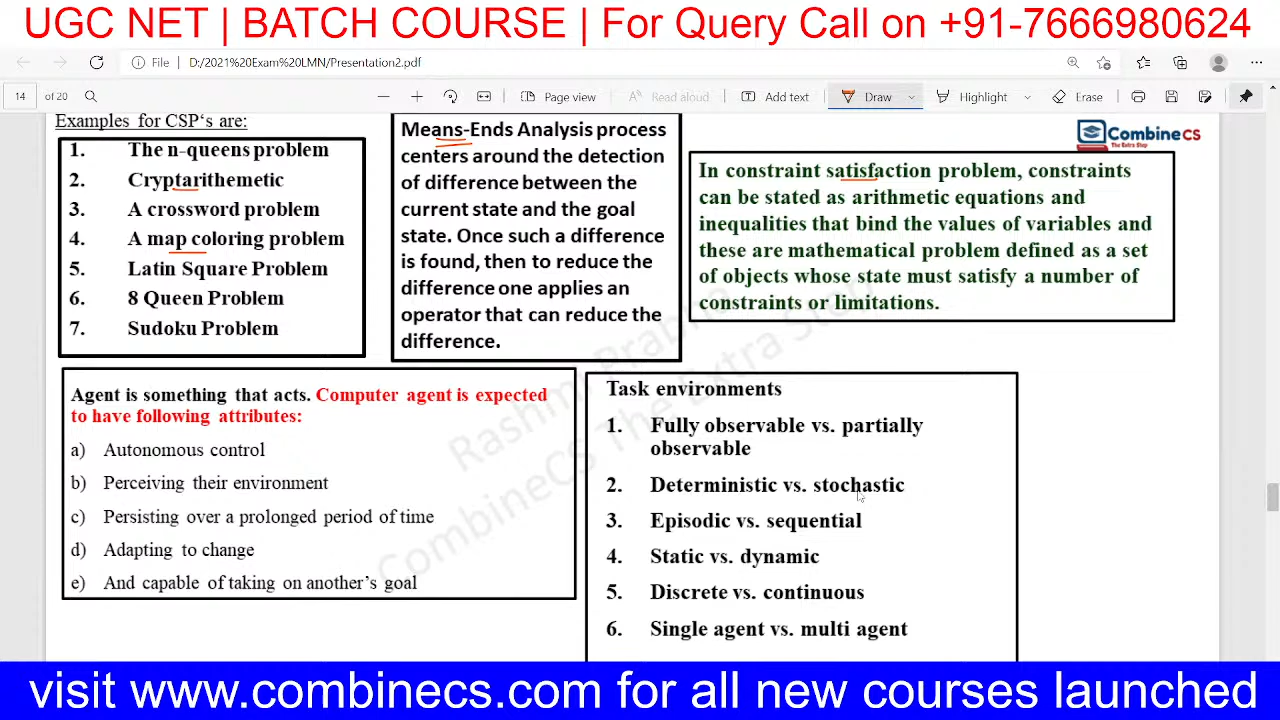 UGC NET | BATCH COURSE | For Query Call on +91-7666980624
File D:/2021%20Exam%20LMN/Presentation2.pdf
14 of 20 Page view Read aloud Add text Draw Highlight Erase
Examples for CSP's are:
1. The n-queens problem
2. Cryptarithemetic
3. A crossword problem
4. A map coloring problem
5. Latin Square Problem
6. 8 Queen Problem
7. Sudoku Problem
Means-Ends Analysis process
centers around the detection
of difference between the
current state and the goal
state. Once such a difference
is found, then to reduce the
difference one applies an
operator that can reduce the
difference.
CombineCS
The Extra Step
In constraint satisfaction problem, constraints
can be stated as arithmetic equations and
inequalities that bind the values of variables and
these are mathematical problem defined as a set
of objects whose state must satisfy a number of
constraints or limitations.
Agent is something that acts. Computer agent is expected
to have following attributes:
a) Autonomous control
b) Perceiving their environment
c) Persisting over a prolonged period of time
d) Adapting to change
e) And capable of taking on another's goal
Task environments
1. Fully observable vs. partially
observable
2. Deterministic vs. stochastic
3. Episodic vs. sequential
4. Static vs. dynamic
5. Discrete vs. continuous
6. Single agent vs. multi agent
Rashmi Prabha
CombineCS The Extra Step
visit www.combinecs.com for all new courses launched